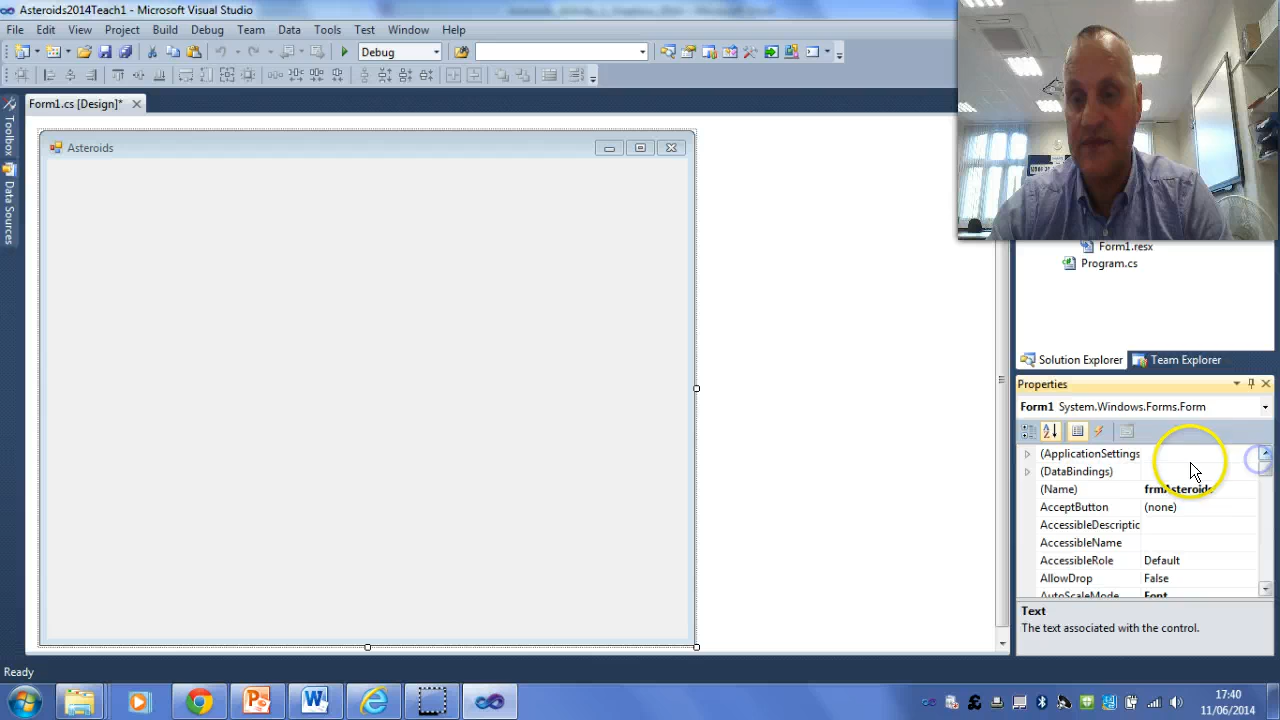 Asteroids2014Teach1 - Microsoft Visual Studio
File Edit View Project Build Debug Team Data Tools Test Window Help
Debug
Form1.cs [Design]*
Toolbox
Data Sources
Asteroids
Form1.resx
Program.cs
Solution Explorer Team Explorer
Properties
Form1 System.Windows.Forms.Form
(ApplicationSettings
(DataBindings)
(Name) frmAsteroids
AcceptButton (none)
AccessibleDescriptic
AccessibleName
AccessibleRole Default
AllowDrop False
AutoScaleMode Font
Text
The text associated with the control.
Ready
17:40
11/06/2014